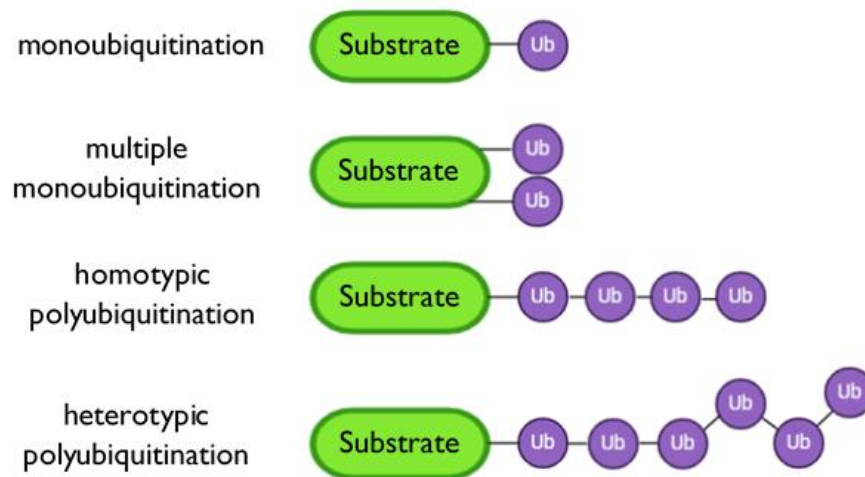 monoubiquitination
Substrate Ub
multiple
monoubiquitination
Substrate Ub
Ub
homotypic
polyubiquitination
Substrate Ub Ub Ub Ub
heterotypic
polyubiquitination
Substrate Ub Ub Ub Ub Ub Ub